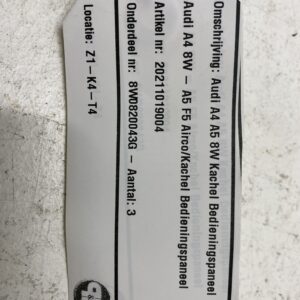 Omschrijving: Audi A4 A5 8W Kachel Bedieningspaneel
Audi A4 8W – A5 F5 Airco/Kachel Bedieningspaneel
Artikel nr: 20211019004
Onderdeel nr: 8W0820043G – Aantal: 3
Locatie: Z1–K4–T4